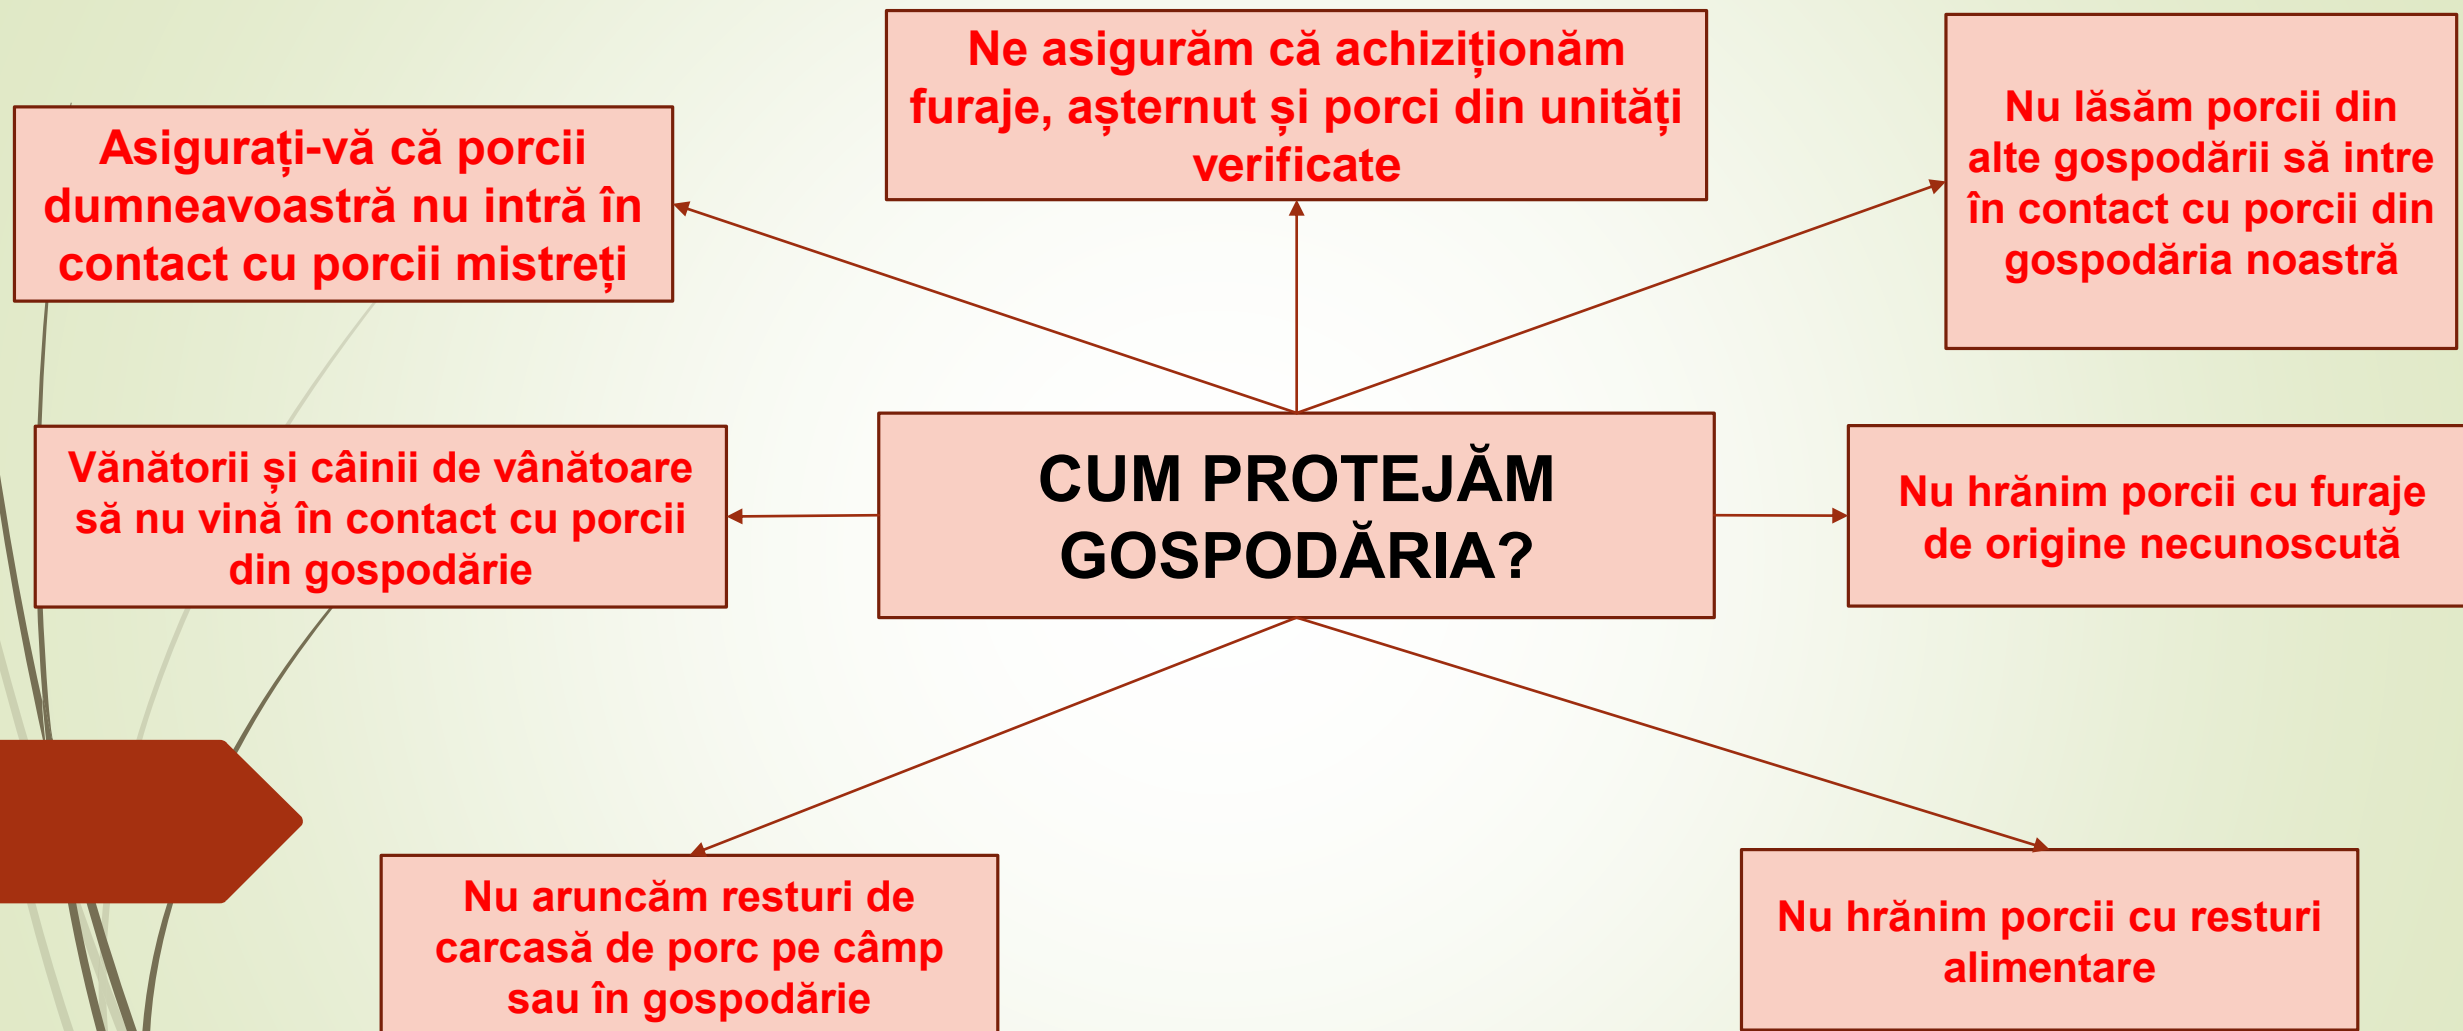 Ne asigurăm că achiziționăm
furaje, așternut și porci din unități
verificate
Nu lăsăm porcii din
alte gospodării să intre
în contact cu porcii din
gospodăria noastră
Asigurați-vă că porcii
dumneavoastră nu intră în
contact cu porcii mistreți
CUM PROTEJĂM
GOSPODĂRIA?
Vănătorii și câinii de vânătoare
să nu vină în contact cu porcii
din gospodărie
Nu hrănim porcii cu furaje
de origine necunoscută
Nu aruncăm resturi de
carcasă de porc pe câmp
sau în gospodărie
Nu hrănim porcii cu resturi
alimentare